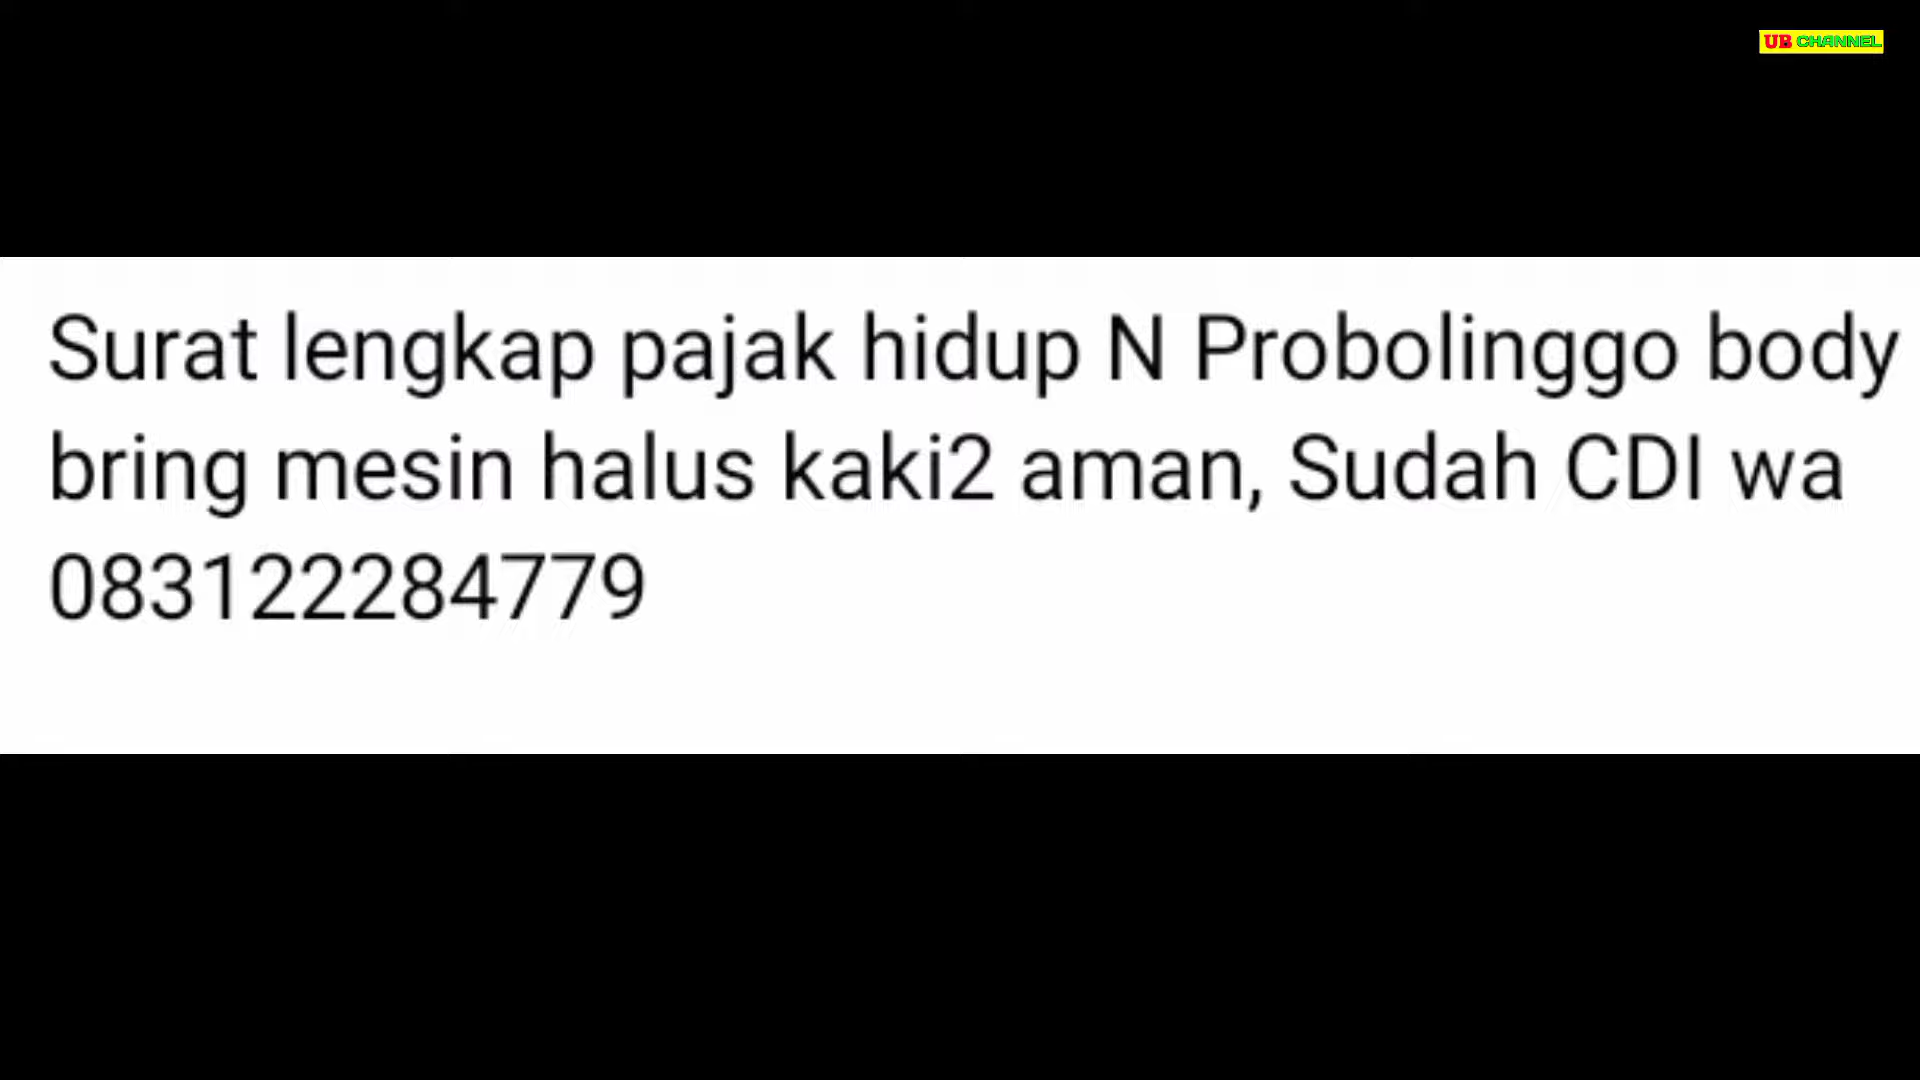 UB CHANNEL
Surat lengkap pajak hidup N Probolinggo body
bring mesin halus kaki2 aman, Sudah CDI wa
083122284779